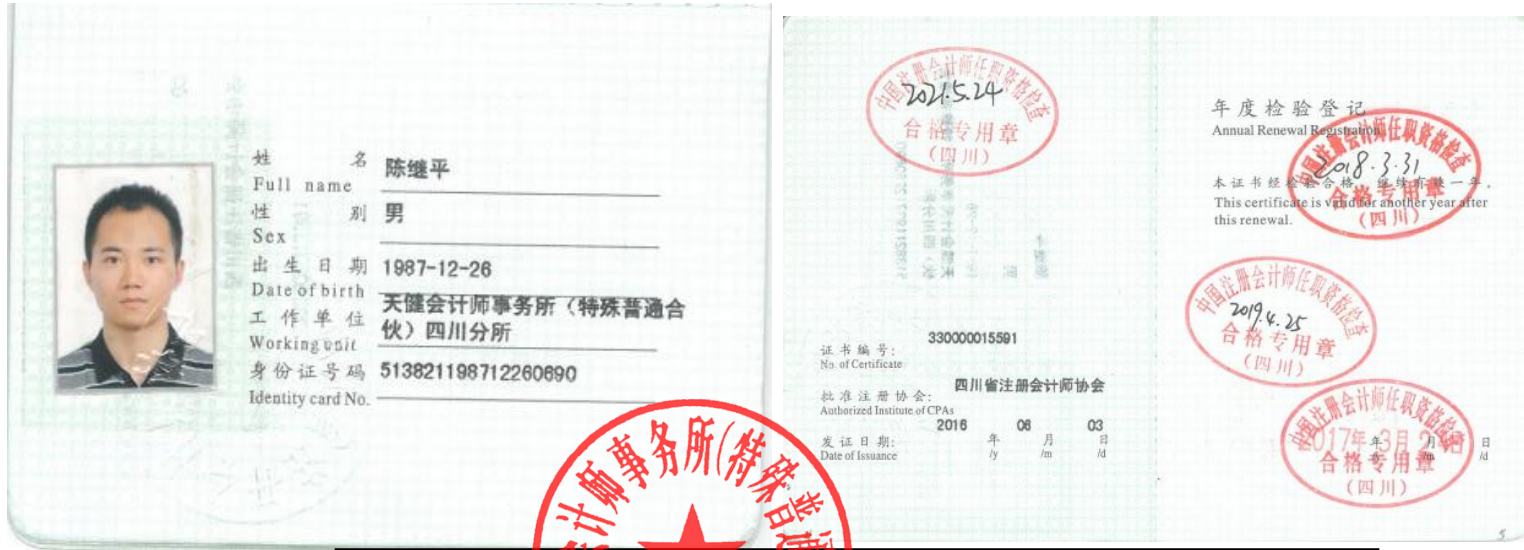 姓 名
Full name
陈继平
性 别
Sex
男
出生日期
Date of birth
1987-12-26
工作单位
Working unit
天健会计师事务所（特殊普通合
伙）四川分所
身份证号码
Identity card No.
513821198712260690
计师事务所(特殊普通
中国注册会计师任职资格检查
2021.5.24
合格专用章
(四川)
证书编号:
No. of Certificate
330000015591
批准注册协会:
Authorized Institute of CPAs
四川省注册会计师协会
发证日期:
Date of Issuance
2016 年 06 月 03 日
/y /m /d
年度检验登记
Annual Renewal Registration
中国注册会计师任职资格检查
2018.3.31
合格专用章
(四川)
本证书经检验合格，继续有效一年。
This certificate is valid for another year after
this renewal.
中国注册会计师任职资格检查
2019.4.25
合格专用章
(四川)
中国注册会计师任职资格检查
2017年3月
年 月 日
/m /d
合格专用章
(四川)
5